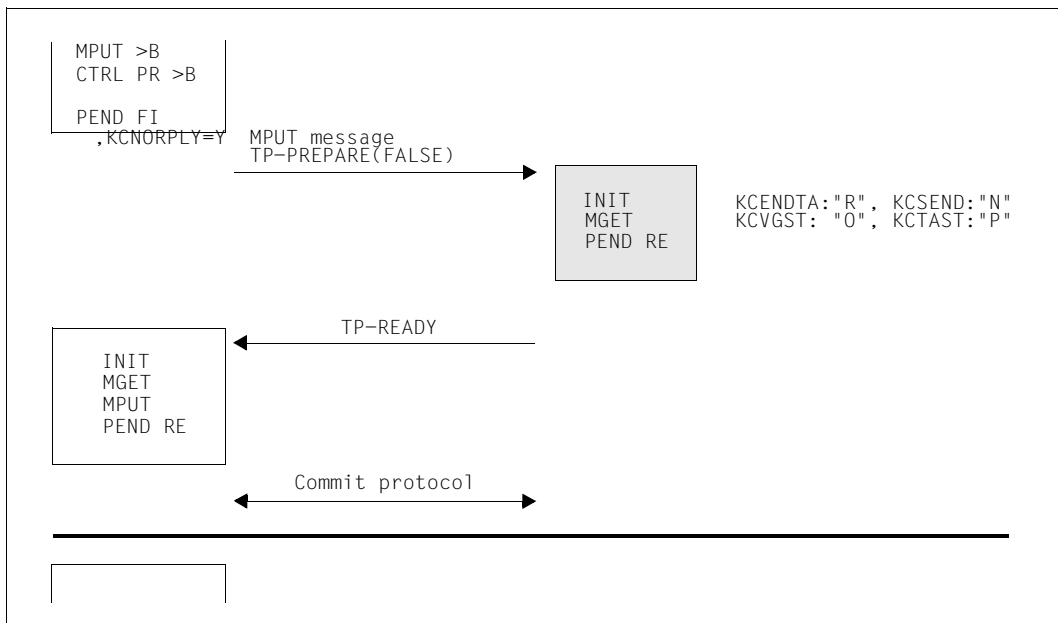 MPUT >B
CTRL PR >B
PEND FI
,KCNORPLY=Y
MPUT message
TP-PREPARE(FALSE)
INIT
MGET
PEND RE
KCENDTA:"R", KCSEND:"N"
KCVGST: "O", KCTAST:"P"
TP-READY
INIT
MGET
MPUT
PEND RE
Commit protocol